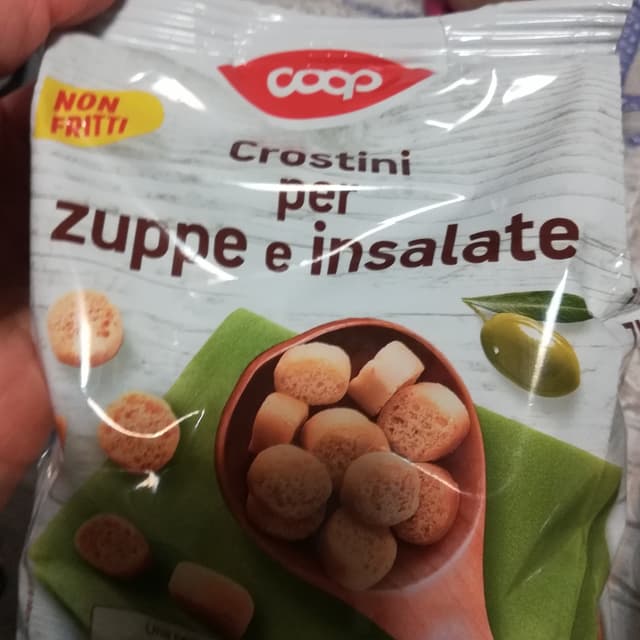 coop
NON
FRITTI
Crostini
per
zuppe e insalate